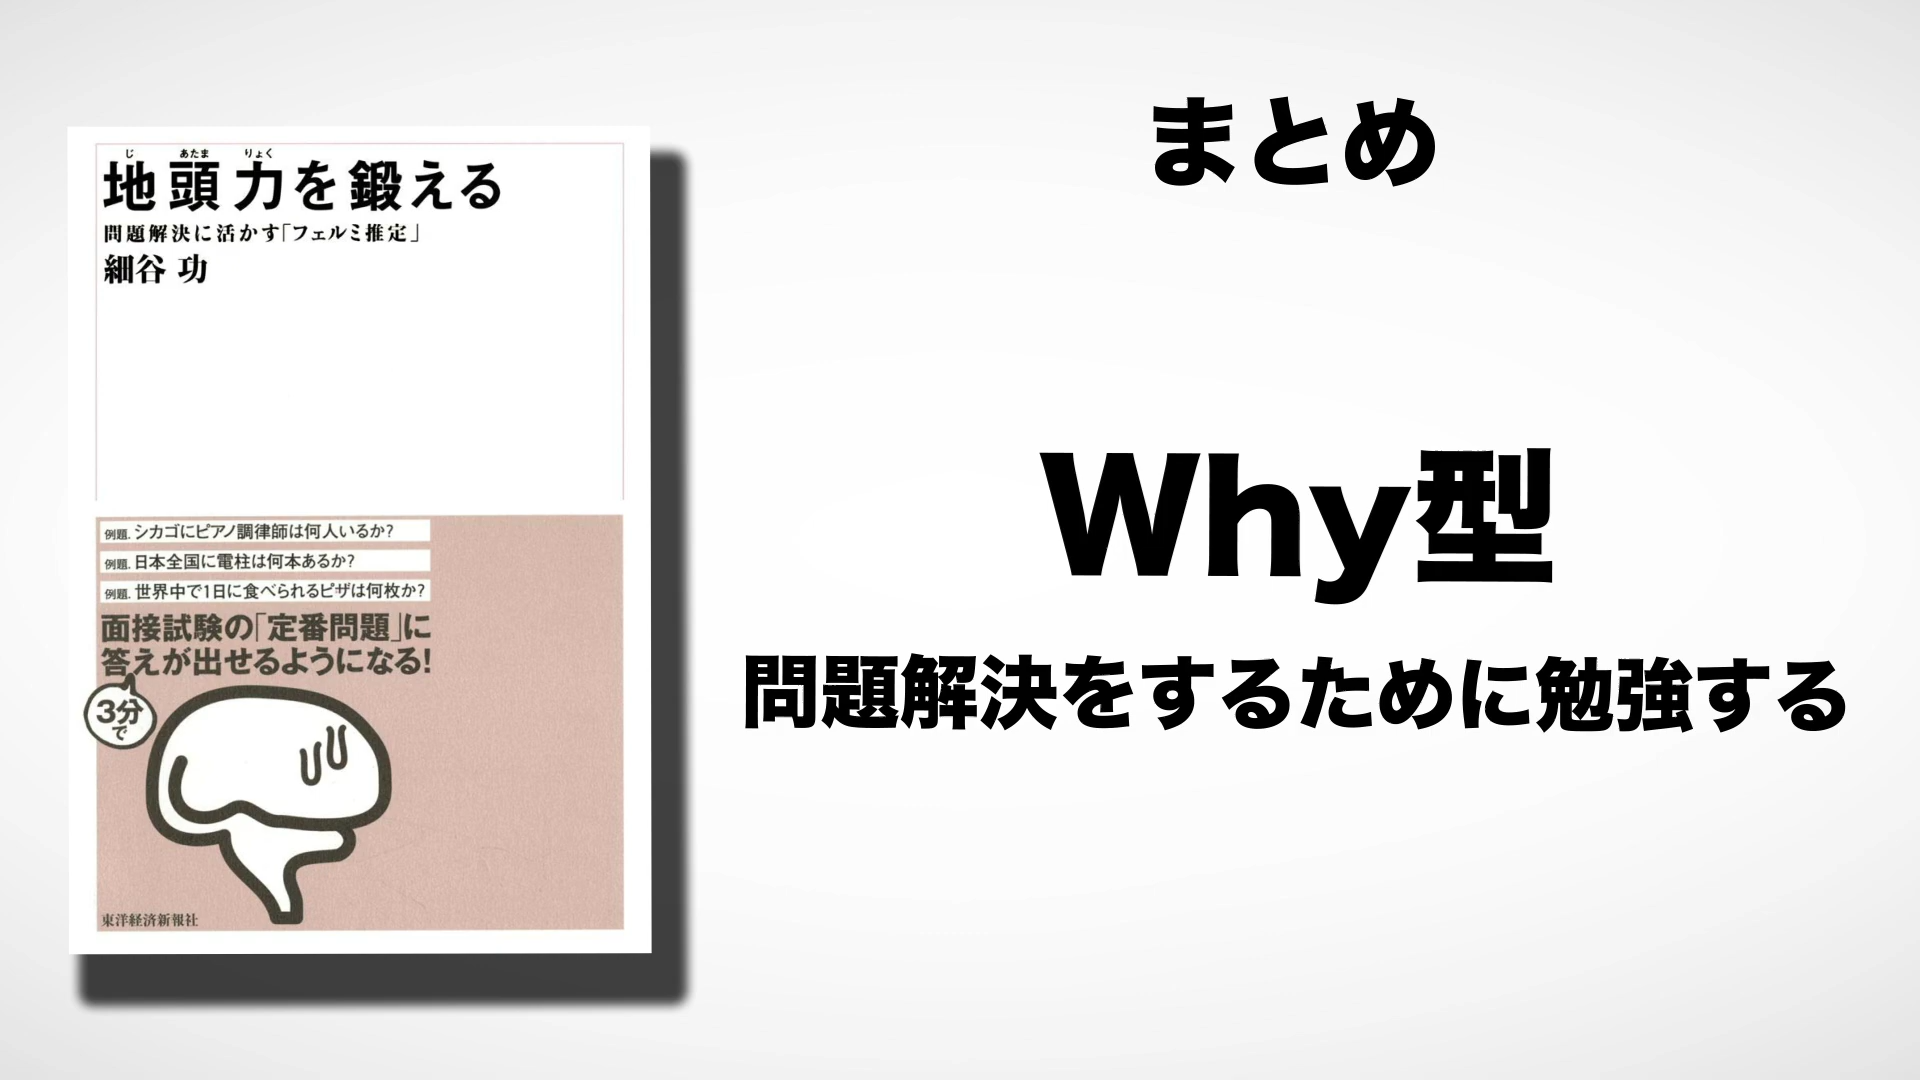 まとめ
地頭力を鍛える
じ あたま りょく
問題解決に活かす「フェルミ推定」
細谷 功
例題. シカゴにピアノ調律師は何人いるか?
例題. 日本全国に電柱は何本あるか?
例題. 世界中で1日に食べられるピザは何枚か?
面接試験の「定番問題」に
答えが出せるようになる!
3分
で
東洋経済新報社
Why型
問題解決をするために勉強する